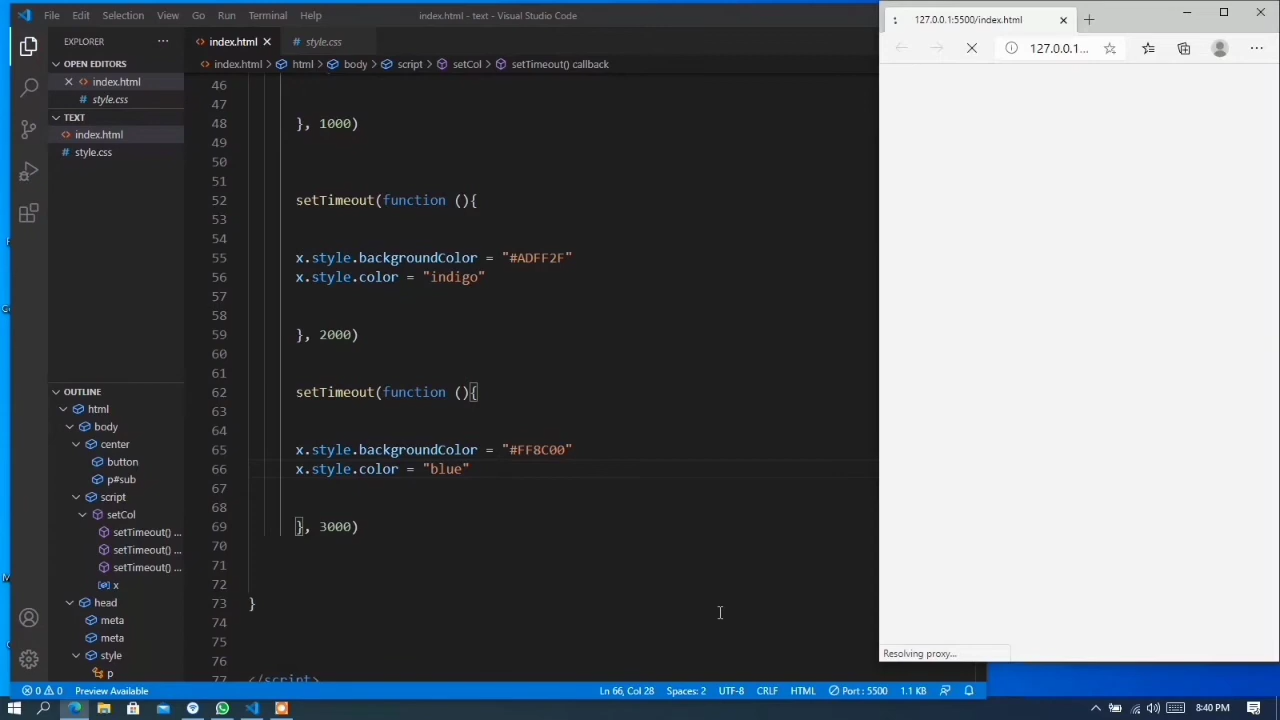 File Edit Selection View Go Run Terminal Help
index.html - text - Visual Studio Code
127.0.0.1:5500/index.html
127.0.0.1...
EXPLORER
OPEN EDITORS
index.html
style.css
TEXT
index.html
style.css
OUTLINE
html
body
center
button
p#sub
script
setCol
setTimeout() ...
setTimeout() ...
setTimeout() ...
x
head
meta
meta
style
p
index.html style.css
index.html > html > body > script > setCol > setTimeout() callback
46
47
48 }, 1000)
49
50
51
52 setTimeout(function (){
53
54
55 x.style.backgroundColor = "#ADFF2F"
56 x.style.color = "indigo"
57
58
59 }, 2000)
60
61
62 setTimeout(function (){
63
64
65 x.style.backgroundColor = "#FF8C00"
66 x.style.color = "blue"
67
68
69 }, 3000)
70
71
72
73 }
74
75
76
77 </script>
Resolving proxy...
0 0 Preview Available
Ln 66, Col 28 Spaces: 2 UTF-8 CRLF HTML Port : 5500 1.1 KB
8:40 PM